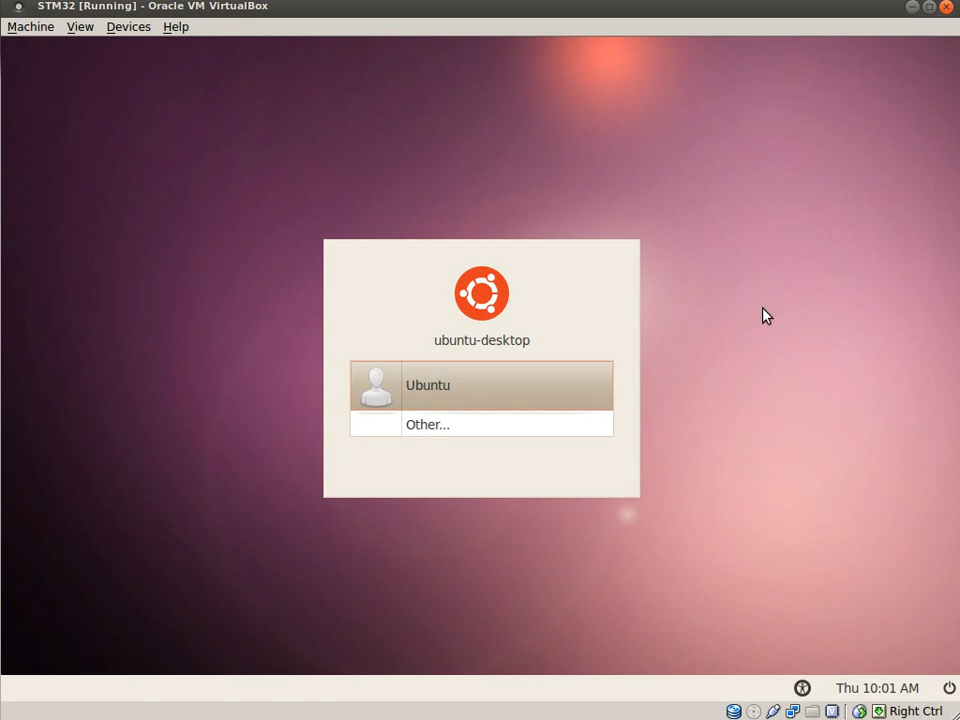 STM32 [Running] - Oracle VM VirtualBox
Machine View Devices Help
ubuntu-desktop
Ubuntu
Other...
Thu 10:01 AM
Right Ctrl